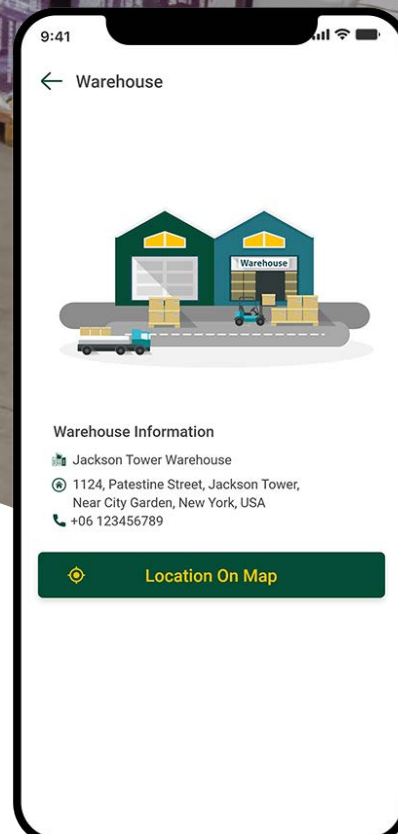 9:41
Warehouse
Warehouse
Warehouse Information
Jackson Tower Warehouse
1124, Patestine Street, Jackson Tower,
Near City Garden, New York, USA
+06 123456789
Location On Map